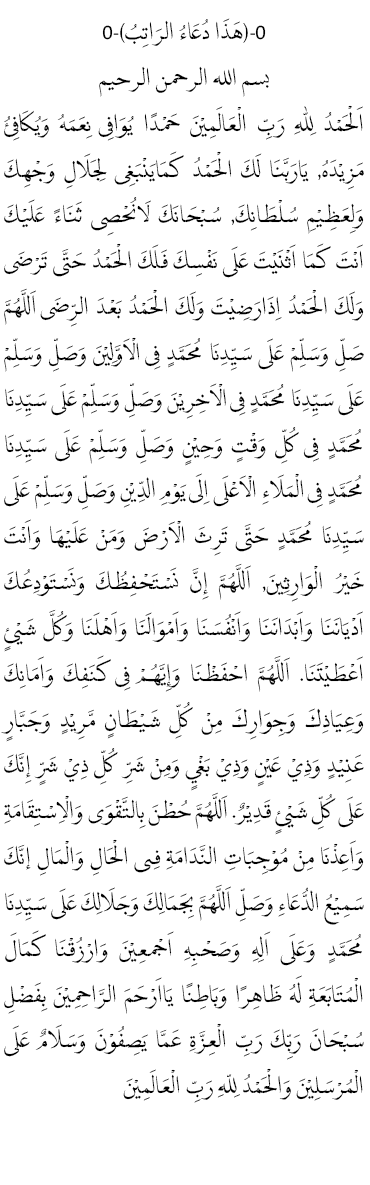 0-(هَذَا دُعَاءُ الرَاتِبُ)-0
بسم الله الرحمن الرحيم
اَلْحَمْدُ لِلّٰهِ رَبِّ الْعَالَمِيْنَ حَمْدًا يُوَافِى نِعَمَهُ وَيُكَافِئُ
مَزِيْدَهُ, يَارَبَّنَا لَكَ الْحَمْدُ كَمَايَنْبَغِى لِجَلَالِ وَجْهِكَ
وَلِعَظِيْمِ سُلْطَانِكَ, سُبْحَانَكَ لَانُحْصِى ثَنَاءً عَلَيْكَ
اَنْتَ كَمَا اَثْنَيْتَ عَلَى نَفْسِكَ فَلَكَ الْحَمْدُ حَتَّى تَرْضَى
وَلَكَ الْحَمْدُ اِذَارَضِيْتَ وَلَكَ الْحَمْدُ بَعْدَ الرِّضَى اَللّٰهُمَّ
صَلِّ وَسَلِّمْ عَلَى سَيِّدِنَا مُحَمَّدٍ فِى الْاَوَّلِيْنَ وَصَلِّ وَسَلِّمْ
عَلَى سَيِّدِنَا مُحَمَّدٍ فِى الْاَخِرِيْنَ وَصَلِّ وَسَلِّمْ عَلَى سَيِّدِنَا
مُحَمَّدٍ فِى كُلِّ وَقْتٍ وَحِيْنٍ وَصَلِّ وَسَلِّمْ عَلَى سَيِّدِنَا
مُحَمَّدٍ فِى الْمَلَاءِ الْاَعْلَى اِلَى يَوْمِ الدِّيْنِ وَصَلِّ وَسَلِّمْ عَلَى
سَيِّدِنَا مُحَمَّدٍ حَتَّى تَرِثَ الْاَرْضَ وَمَنْ عَلَيْهَا وَاَنْتَ
خَيْرُ الْوَارِثِيْنَ, اَللّٰهُمَّ اِنَّ نَسْتَحْفِظُكَ وَنَسْتَوْدِعُكَ
اَدْيَانَنَا وَاَبْدَانَنَا وَاَنْفُسَنَا وَاَمْوَالَنَا وَاَهْلَنَا وَكُلَّ شَيْئٍ
اَعْطَيْتَنَا. اَللّٰهُمَّ احْفَظْنَا وَاِيَّهُمْ فِى كَنَفِكَ وَاَمَانِكَ
وَعِيَاذِكَ وَجِوَارِكَ مِنْ كُلِّ شَيْطَانٍ مَّرِيْدٍ وَجَبَّارٍ
عَنِيْدٍ وَذِيْ عَيْنٍ وَذِيْ بَغْيٍ وَمِنْ شَرِّ كُلِّ ذِيْ شَرٍّ اِنَّكَ
عَلَى كُلِّ شَيْئٍ قَدِيْرٌ. اَللّٰهُمَّ حُطْنَ بِالتَّقْوَى وَالْاِسْتِقَامَةِ
وَاَعِذْنَا مِنْ مُوْجِبَاتِ النَّدَامَةِ فِى الْحَالِ وَالْمَالِ اِنَّكَ
سَمِيْعُ الدُّعَاءِ وَصَلِّ اَللّٰهُمَّ بِجَمَالِكَ وَجَلَالِكَ عَلَى سَيِّدِنَا
مُحَمَّدٍ وَعَلَى اَلِهِ وَصَحْبِهِ اَجْمَعِيْنَ وَارْزُقْنَا كَمَالَ
الْمُتَابَعَةِ لَهُ ظَاهِرًا وَبَاطِنًا يَااَرْحَمَ الرَّاحِمِيْنَ بِفَضْلِ
سُبْحَانَ رَبِّكَ رَبِّ الْعِزَّةِ عَمَّا يَصِفُوْنَ وَسَلَامٌ عَلَى
الْمُرْسَلِيْنَ وَالْحَمْدُ لِلّٰهِ رَبِّ الْعَالَمِيْنَ